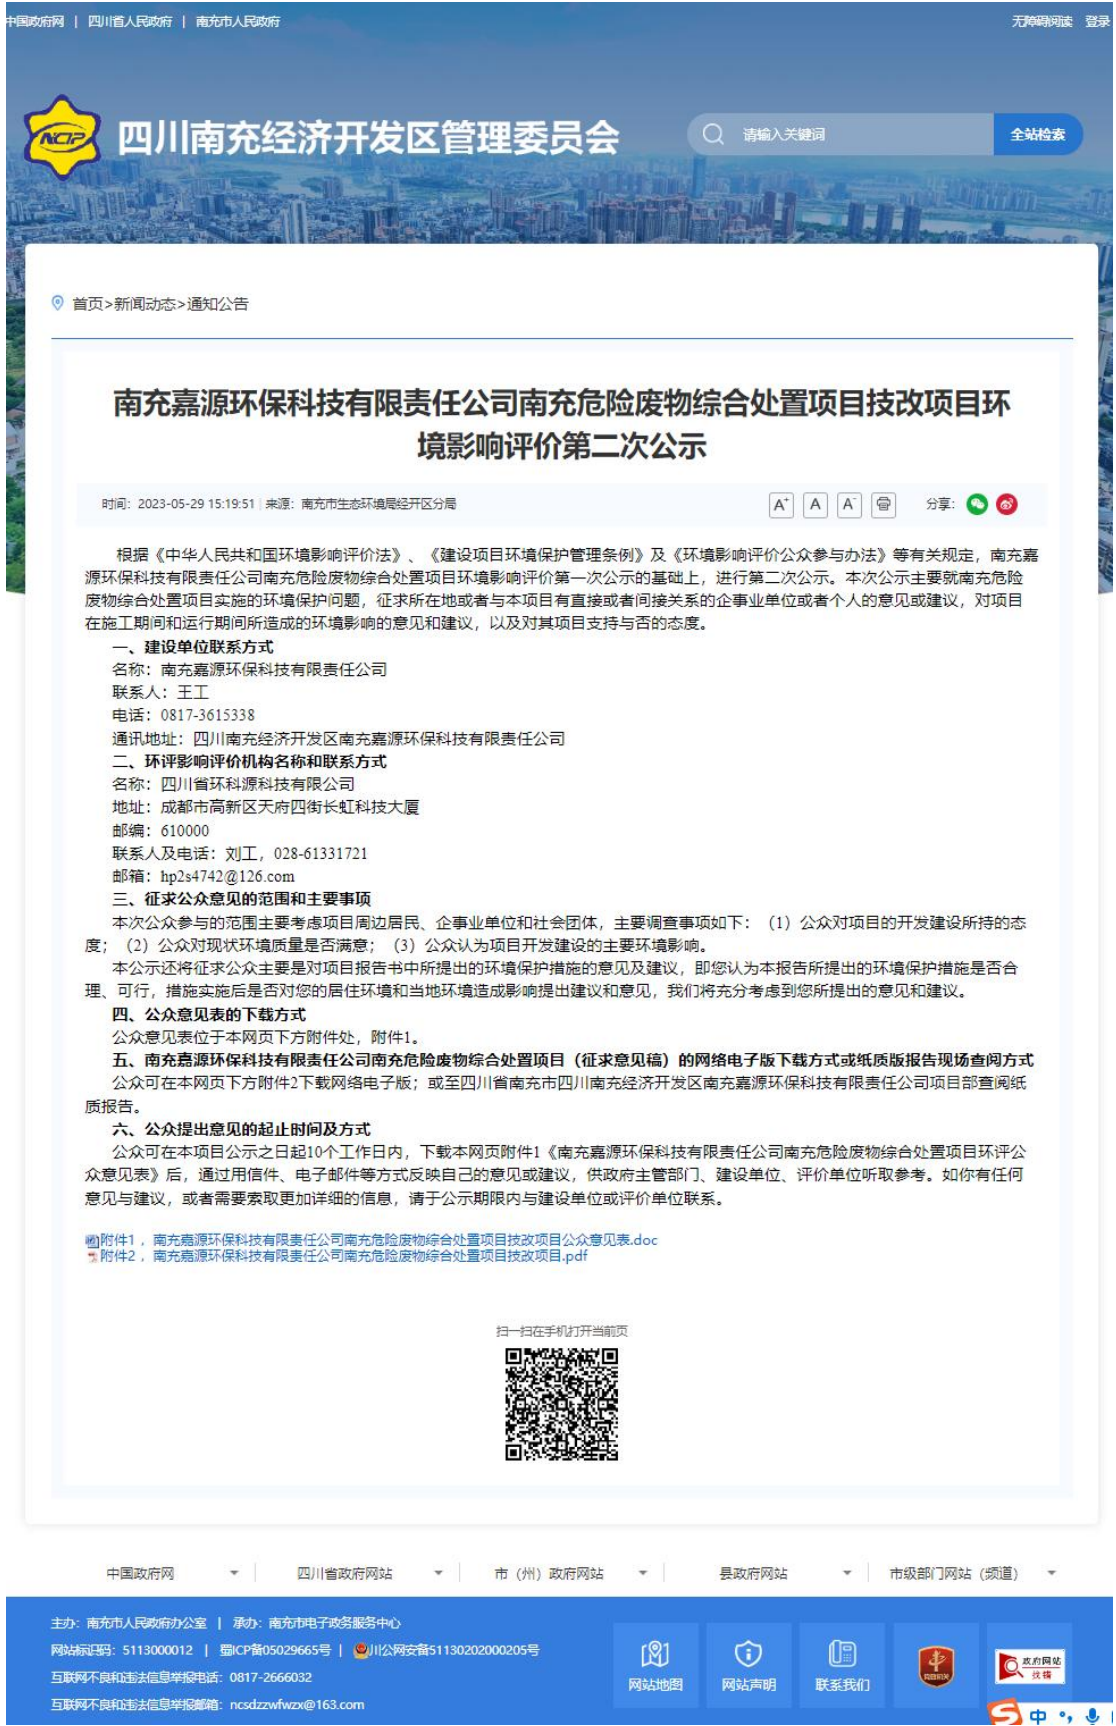 中国政府网 | 四川省人民政府 | 南充市人民政府
无障碍阅读 登录
NCIP
四川南充经济开发区管理委员会
请输入关键词
全站检索
首页>新闻动态>通知公告
南充嘉源环保科技有限责任公司南充危险废物综合处置项目技改项目环
境影响评价第二次公示
时间：2023-05-29 15:19:51 | 来源：南充市生态环境局经开区分局
A+ A A- 分享：
根据《中华人民共和国环境影响评价法》、《建设项目环境保护管理条例》及《环境影响评价公众参与办法》等有关规定，南充嘉
源环保科技有限责任公司南充危险废物综合处置项目环境影响评价第一次公示的基础上，进行第二次公示。本次公示主要就南充危险
废物综合处置项目实施的环境保护问题，征求所在地或者与本项目有直接或者间接关系的企事业单位或者个人的意见或建议，对项目
在施工期间和运行期间所造成的环境影响的意见和建议，以及对其项目支持与否的态度。
一、建设单位联系方式
名称：南充嘉源环保科技有限责任公司
联系人：王工
电话：0817-3615338
通讯地址：四川南充经济开发区南充嘉源环保科技有限责任公司
二、环评影响评价机构名称和联系方式
名称：四川省环科源科技有限公司
地址：成都市高新区天府四街长虹科技大厦
邮编：610000
联系人及电话：刘工，028-61331721
邮箱：hp2s4742@126.com
三、征求公众意见的范围和主要事项
本次公众参与的范围主要考虑项目周边居民、企事业单位和社会团体，主要调查事项如下：（1）公众对项目的开发建设所持的态
度；（2）公众对现状环境质量是否满意；（3）公众认为项目开发建设的主要环境影响。
本公示还将征求公众主要是对项目报告书中所提出的环境保护措施的意见及建议，即您认为本报告所提出的环境保护措施是否合
理、可行，措施实施后是否对您的居住环境和当地环境造成影响提出建议和意见，我们将充分考虑到您所提出的意见和建议。
四、公众意见表的下载方式
公众意见表位于本网页下方附件处，附件1。
五、南充嘉源环保科技有限责任公司南充危险废物综合处置项目（征求意见稿）的网络电子版下载方式或纸质版报告现场查阅方式
公众可在本网页下方附件2下载网络电子版；或至四川省南充市四川南充经济开发区南充嘉源环保科技有限责任公司项目部查阅纸
质报告。
六、公众提出意见的起止时间及方式
公众可在本项目公示之日起10个工作日内，下载本网页附件1《南充嘉源环保科技有限责任公司南充危险废物综合处置项目环评公
众意见表》后，通过用信件、电子邮件等方式反映自己的意见或建议，供政府主管部门、建设单位、评价单位听取参考。如你有任何
意见与建议，或者需要索取更加详细的信息，请于公示期限内与建设单位或评价单位联系。
附件1，南充嘉源环保科技有限责任公司南充危险废物综合处置项目技改项目公众意见表.doc
附件2，南充嘉源环保科技有限责任公司南充危险废物综合处置项目技改项目.pdf
扫一扫在手机打开当前页
中国政府网 四川省政府网站 市（州）政府网站 县政府网站 市级部门网站（频道）
主办：南充市人民政府办公室 | 承办：南充市电子政务服务中心
网站标识码：5113000012 | 蜀ICP备05029665号 | 川公网安备51130202000205号
互联网不良和违法信息举报电话：0817-2666032
互联网不良和违法信息举报邮箱：ncsdzzwfwzx@163.com
网站地图 网站声明 联系我们
党政机关
政府网站
找错
中